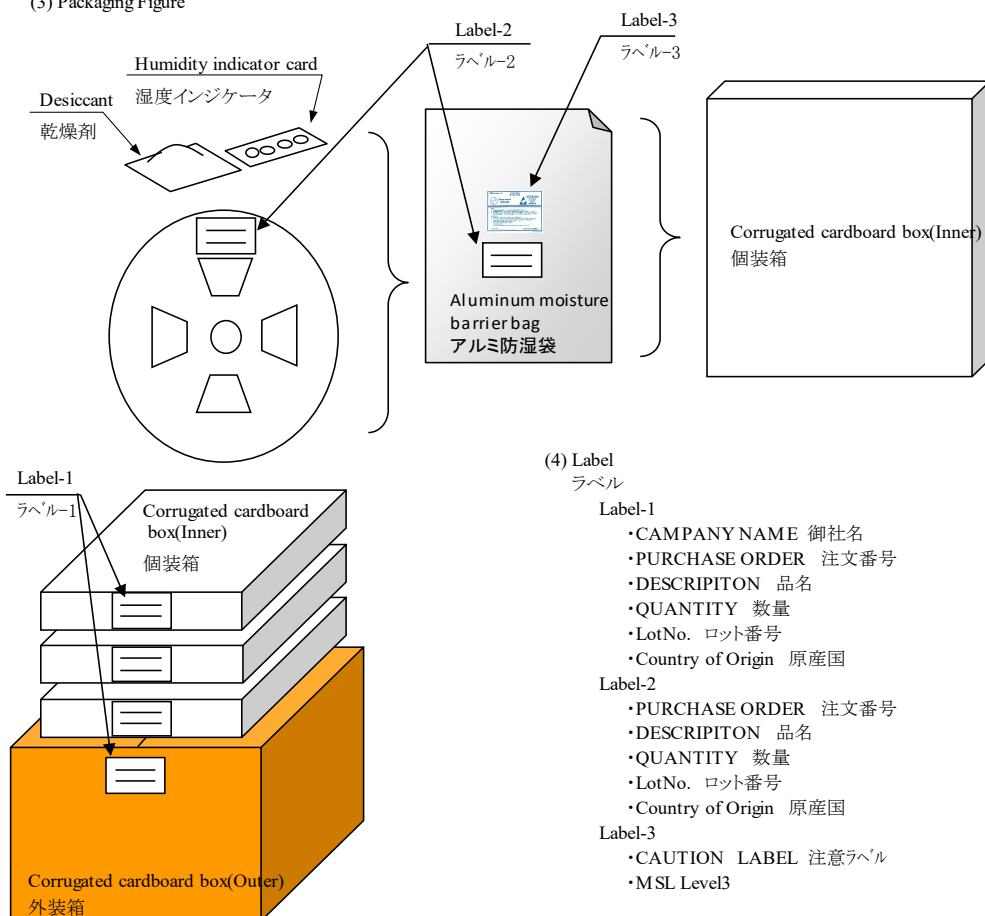 (3) Packaging Figure
Label-3
ラベル-3
Label-2
ラベル-2
Humidity indicator card
湿度インジケータ
Desiccant
乾燥剤
Corrugated cardboard box(Inner)
個装箱
Aluminum moisture
barrier bag
アルミ防湿袋
Label-1
ラベル-1
Corrugated cardboard
box(Inner)
個装箱
Corrugated cardboard box(Outer)
外装箱
(4) Label
ラベル
Label-1
・CAMPANY NAME 御社名
・PURCHASE ORDER 注文番号
・DESCRIPITON 品名
・QUANTITY 数量
・LotNo. ロット番号
・Country of Origin 原産国
Label-2
・PURCHASE ORDER 注文番号
・DESCRIPITON 品名
・QUANTITY 数量
・LotNo. ロット番号
・Country of Origin 原産国
Label-3
・CAUTION LABEL 注意ラベル
・MSL Level3